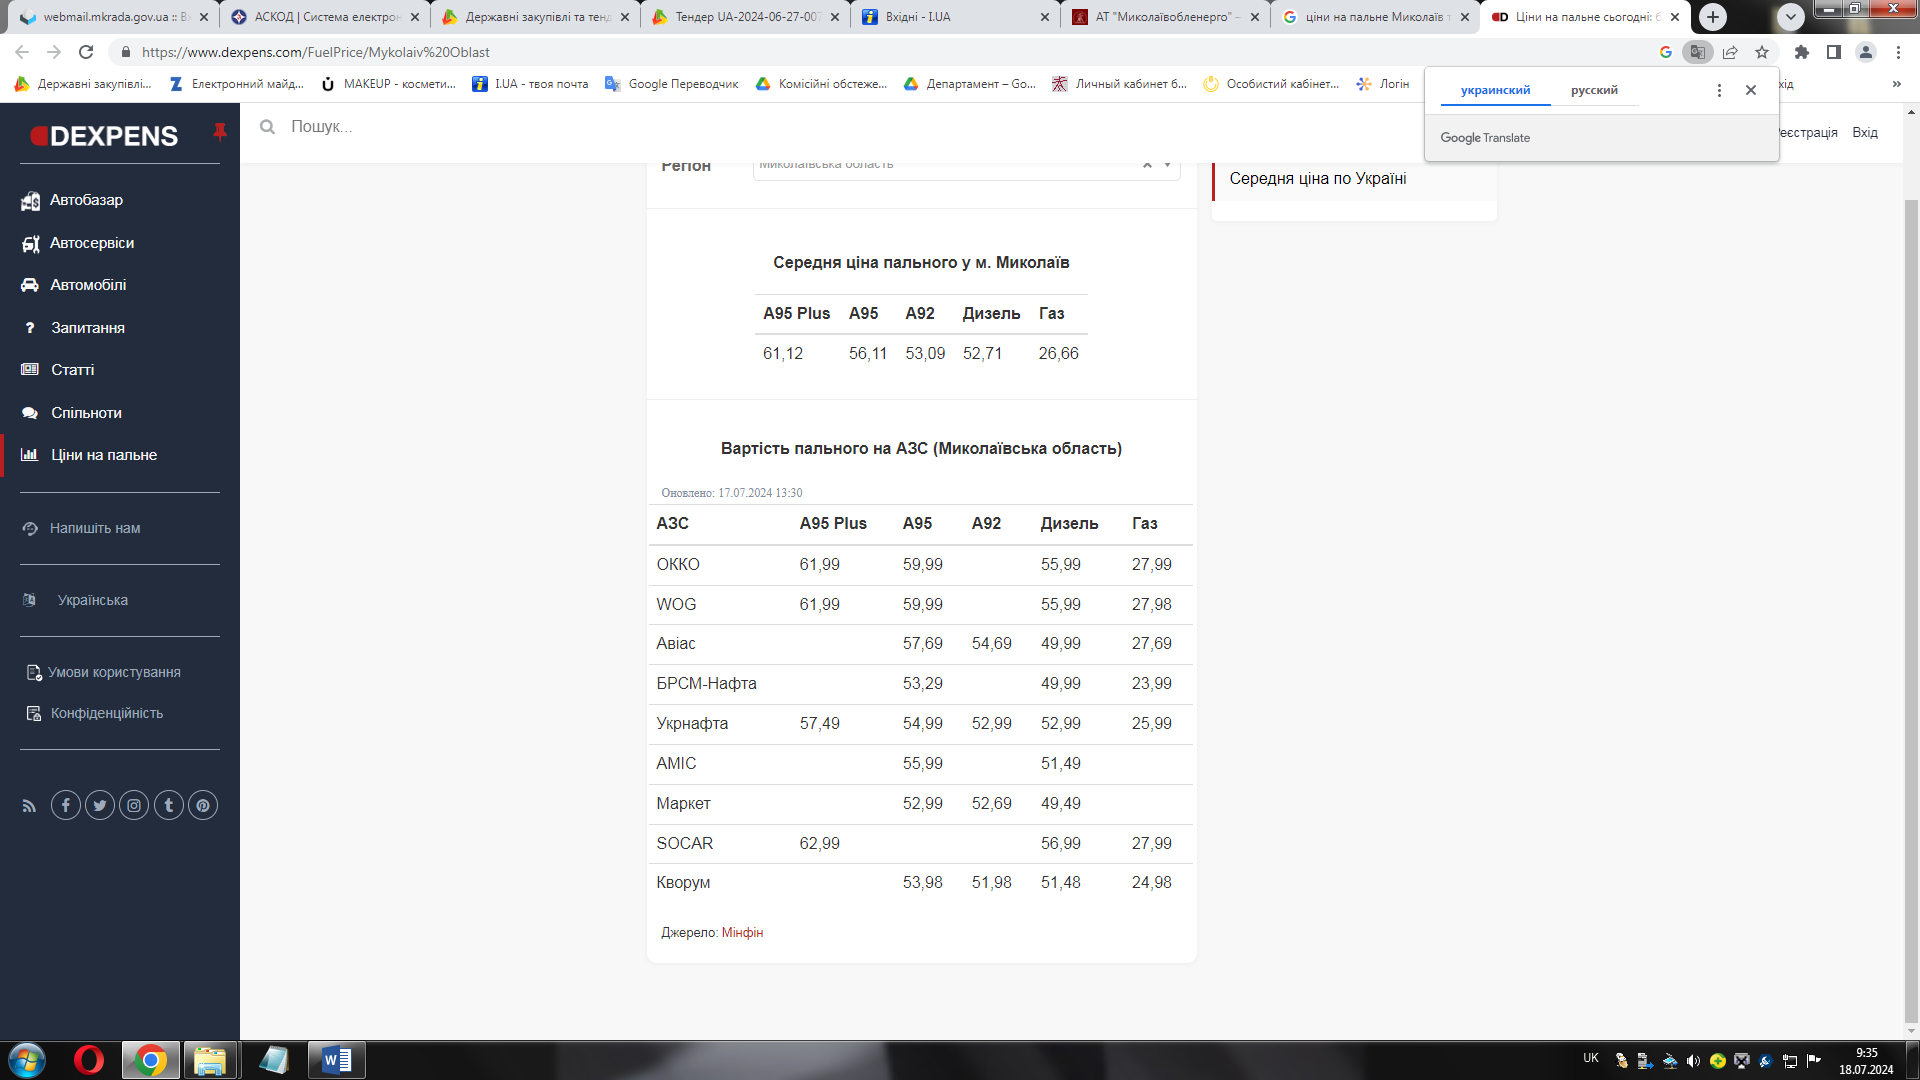 webmail.mkrada.gov.ua :: В
АСКОД | Система електрон
Державні закупівлі та тенд
Тендер UA-2024-06-27-007
Вхідні - I.UA
АТ "Миколаївобленерго" –
ціни на пальне Миколаїв т
Ціни на пальне сьогодні: б
https://www.dexpens.com/FuelPrice/Mykolaiv%20Oblast
Державні закупівлі...
Електронний майд...
MAKEUP - космети...
I.UA - твоя почта
Google Переводчик
Комісійні обстеже...
Департамент – Go...
Личный кабинет б...
Особистий кабінет...
Логін
хід
»
украинский русский
Google Translate
DEXPENS
Пошук...
еєстрація Вхід
Автобазар
Автосервіси
Автомобілі
Запитання
Статті
Спільноти
Ціни на пальне
Напишіть нам
Українська
Умови користування
Конфіденційність
Регіон Миколаївська область
Середня ціна по Україні
Середня ціна пального у м. Миколаїв
A95 Plus A95 A92 Дизель Газ
61,12 56,11 53,09 52,71 26,66
Вартість пального на АЗС (Миколаївська область)
Оновлено: 17.07.2024 13:30
АЗС A95 Plus A95 A92 Дизель Газ
ОККО 61,99 59,99 55,99 27,99
WOG 61,99 59,99 55,99 27,98
Авіас 57,69 54,69 49,99 27,69
БРСМ-Нафта 53,29 49,99 23,99
Укрнафта 57,49 54,99 52,99 52,99 25,99
АМІС 55,99 51,49
Маркет 52,99 52,69 49,49
SOCAR 62,99 56,99 27,99
Кворум 53,98 51,98 51,48 24,98
Джерело: Мінфін
UK
9:35
18.07.2024